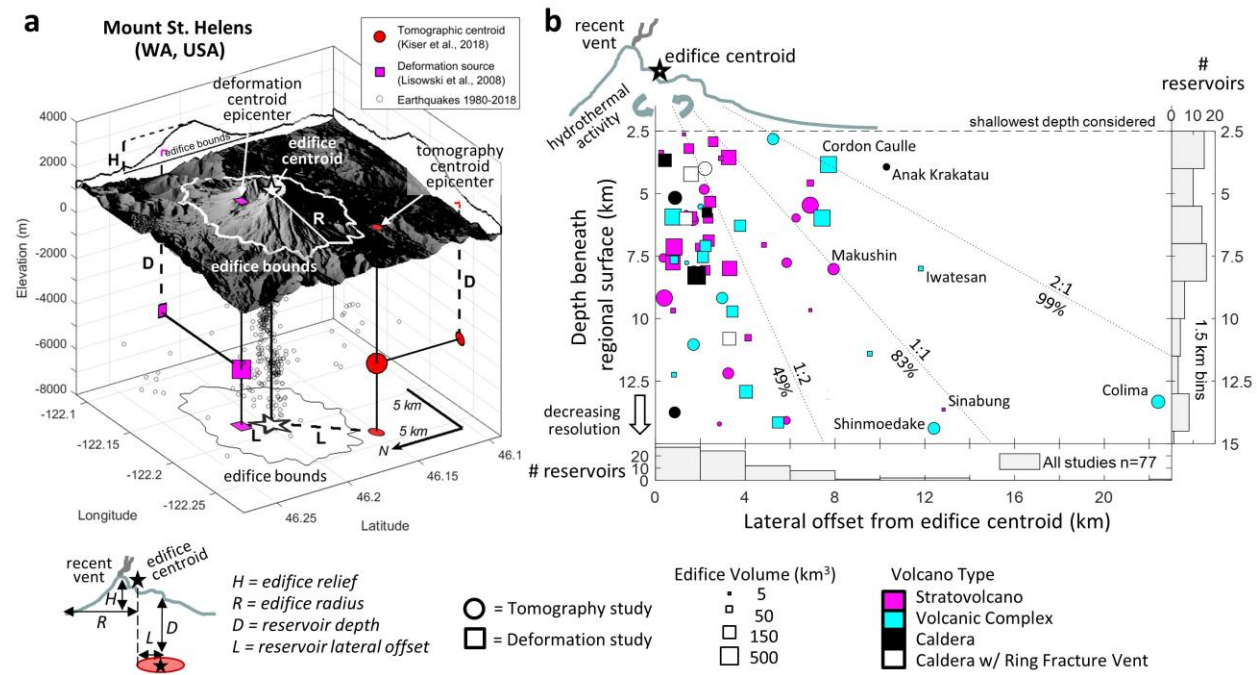 a
Mount St. Helens
(WA, USA)
Tomographic centroid
(Kiser et al., 2018)
Deformation source
(Lisowski et al., 2008)
Earthquakes 1980-2018
deformation
centroid
epicenter
edifice
centroid
tomography
centroid
epicenter
H
edifice bounds
R
edifice bounds
D
D
L
L
5 km
5 km
N
edifice bounds
Elevation (m)
4000
2000
0
-2000
-4000
-6000
-8000
-122.1
-122.15
-122.2
-122.25
Longitude
46.25
46.2
46.15
46.1
Latitude
b
recent
vent
edifice centroid
hydrothermal
activity
# reservoirs
0 10 20
shallowest depth considered
Cordon Caulle
Anak Krakatau
Makushin
Iwatesan
2:1
99%
1:1
83%
1:2
49%
Sinabung
Colima
Shinmoedake
Depth beneath
regional surface (km)
2.5
5
7.5
10
12.5
decreasing
resolution
2.5
5
7.5
10
12.5
15
1.5 km bins
# reservoirs
20
10
0
All studies n=77
0 4 8 12 16 20
Lateral offset from edifice centroid (km)
recent
vent
edifice
centroid
H
R
D
L
H = edifice relief
R = edifice radius
D = reservoir depth
L = reservoir lateral offset
= Tomography study
= Deformation study
Edifice Volume (km³)
5
50
150
500
Volcano Type
Stratovolcano
Volcanic Complex
Caldera
Caldera w/ Ring Fracture Vent